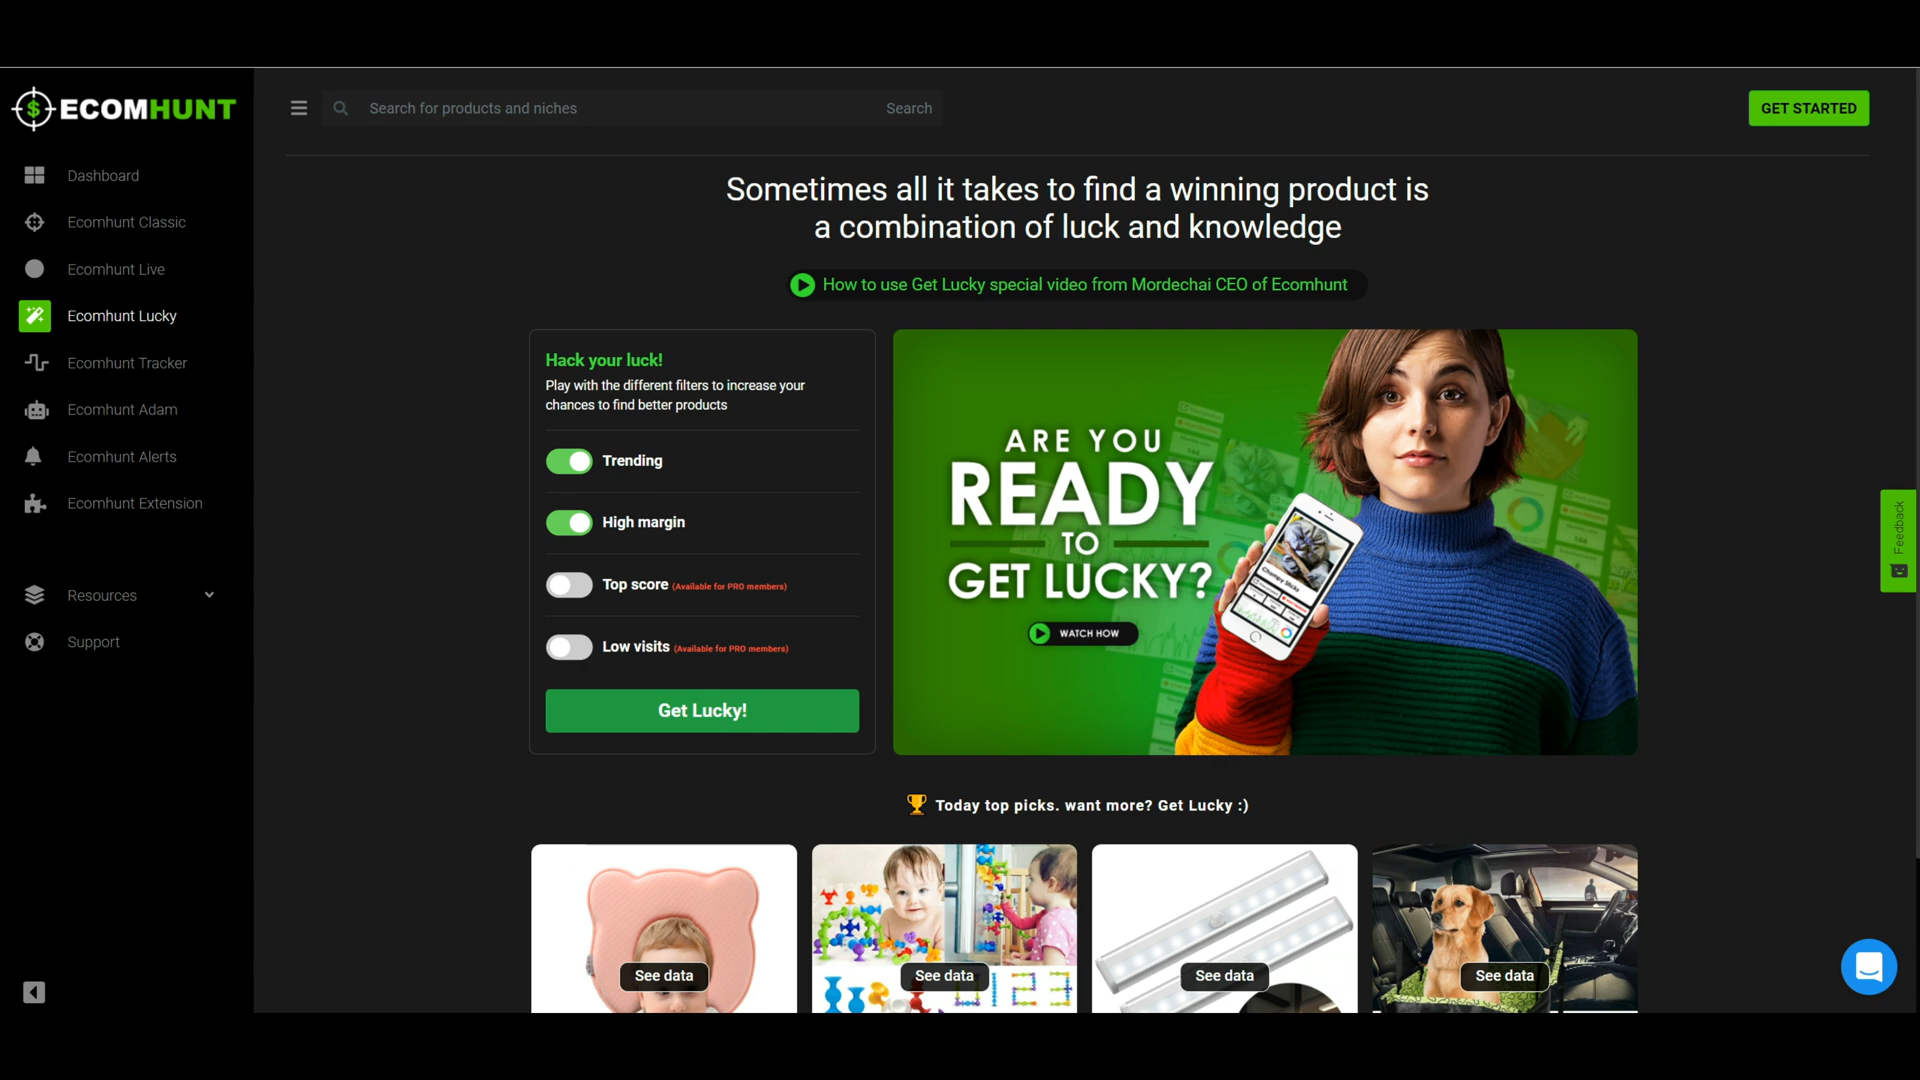 ECOMHUNT
Search for products and niches
Search
GET STARTED
Dashboard
Ecomhunt Classic
Ecomhunt Live
Ecomhunt Lucky
Ecomhunt Tracker
Ecomhunt Adam
Ecomhunt Alerts
Ecomhunt Extension
Resources
Support
Sometimes all it takes to find a winning product is
a combination of luck and knowledge
How to use Get Lucky special video from Mordechai CEO of Ecomhunt
Hack your luck!
Play with the different filters to increase your
chances to find better products
Trending
High margin
Top score (Available for PRO members)
Low visits (Available for PRO members)
Get Lucky!
ARE YOU
READY
TO
GET LUCKY?
WATCH HOW
Feedback
Today top picks. want more? Get Lucky :)
See data
See data
See data
See data